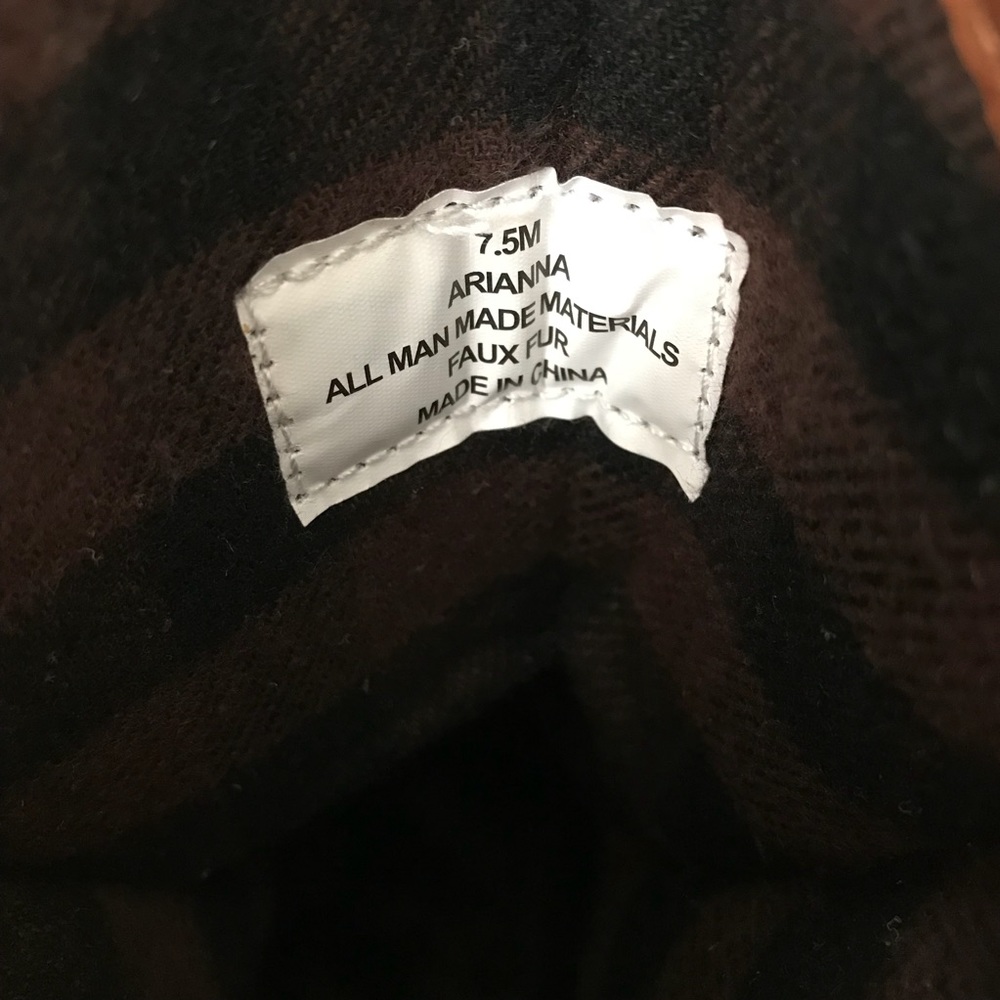 7.5M
ARIANNA
ALL MAN MADE MATERIALS
FAUX FUR
MADE IN CHINA